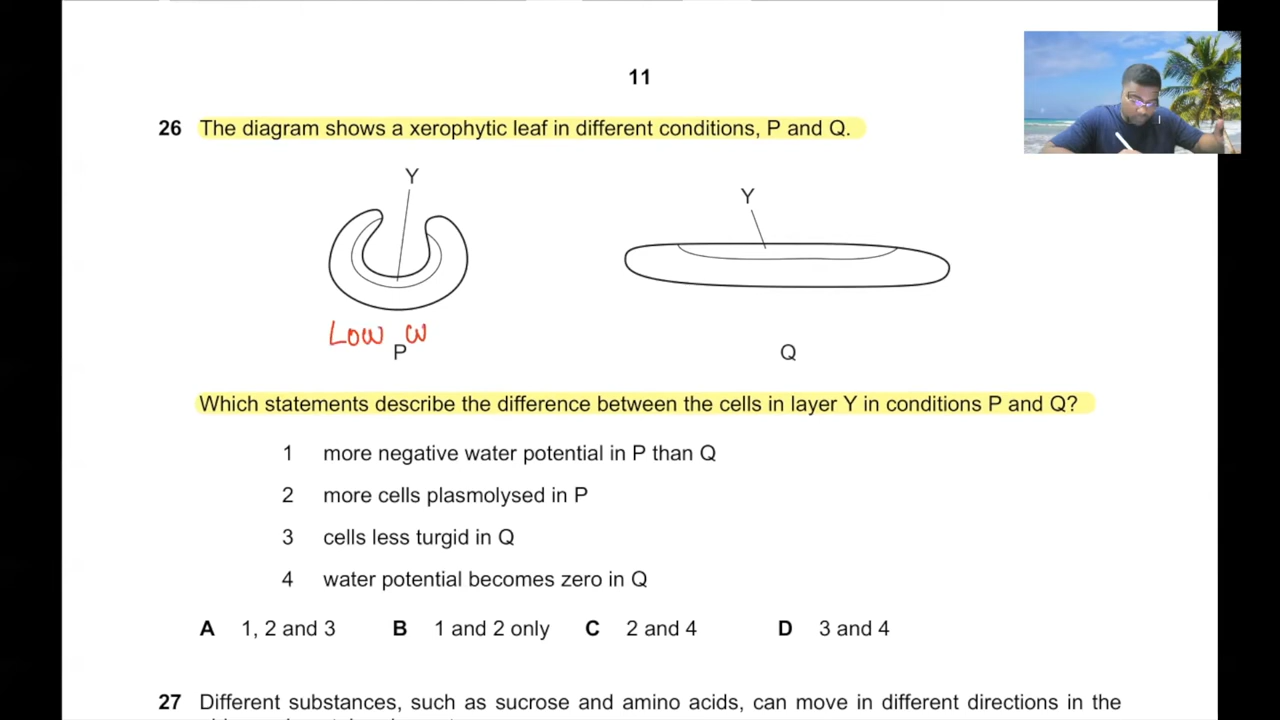 11
26 The diagram shows a xerophytic leaf in different conditions, P and Q.
Y
Y
Low w
P
Q
Which statements describe the difference between the cells in layer Y in conditions P and Q?
1 more negative water potential in P than Q
2 more cells plasmolysed in P
3 cells less turgid in Q
4 water potential becomes zero in Q
A 1, 2 and 3 B 1 and 2 only C 2 and 4 D 3 and 4
27 Different substances, such as sucrose and amino acids, can move in different directions in the